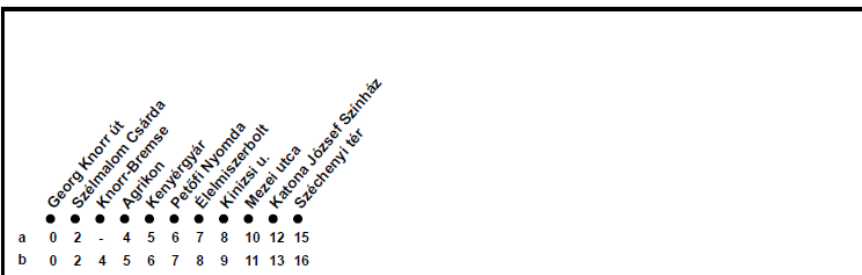 Georg Knorr út
Szélmalom Csárda
Knorr-Bremse
Agrikon
Kenyérgyár
Petőfi Nyomda
Élelmiszerbolt
Kinizsi u.
Mezei utca
Katona József Színház
Széchenyi tér
a 0 2 - 4 5 6 7 8 10 12 15
b 0 2 4 5 6 7 8 9 11 13 16